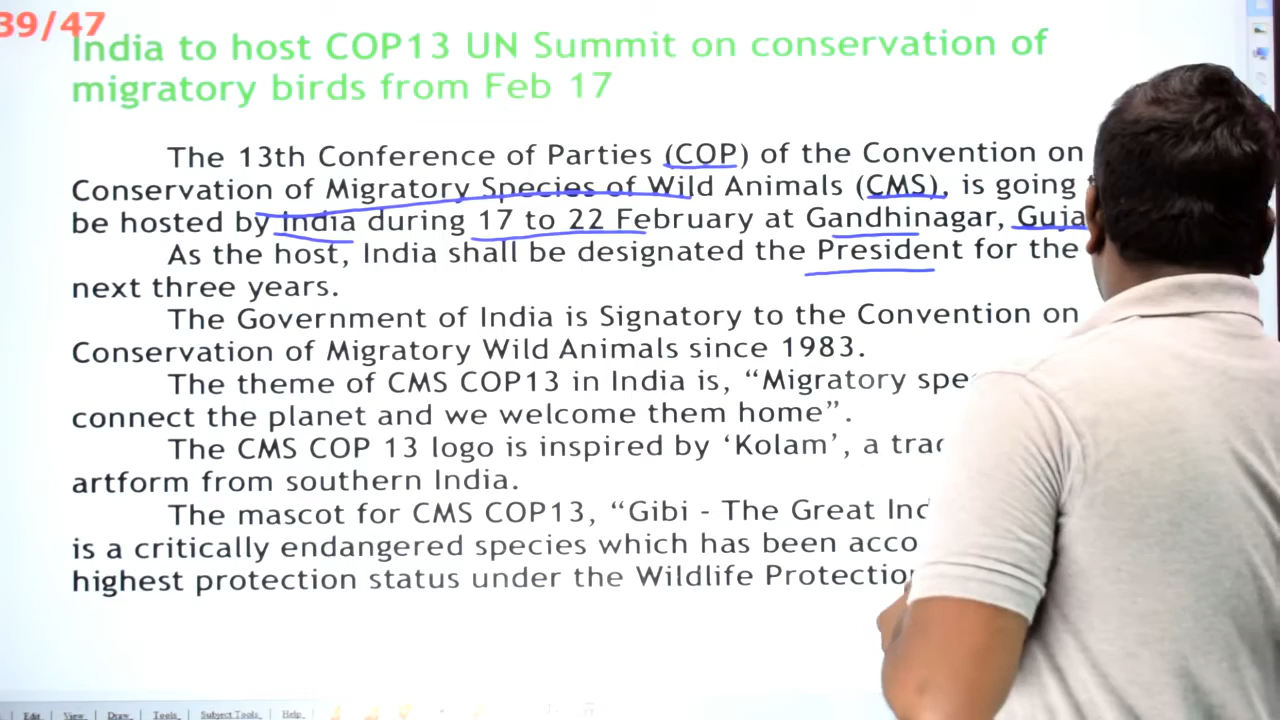 39/47
India to host COP13 UN Summit on conservation of
migratory birds from Feb 17
The 13th Conference of Parties (COP) of the Convention on
Conservation of Migratory Species of Wild Animals (CMS), is going
be hosted by India during 17 to 22 February at Gandhinagar, Guja
As the host, India shall be designated the President for the
next three years.
The Government of India is Signatory to the Convention on
Conservation of Migratory Wild Animals since 1983.
The theme of CMS COP13 in India is, “Migratory spe
connect the planet and we welcome them home”.
The CMS COP 13 logo is inspired by ‘Kolam’, a trad
artform from southern India.
The mascot for CMS COP13, “Gibi - The Great Ind
is a critically endangered species which has been acco
highest protection status under the Wildlife Protection
Edit View Draw Tools Subject Tools Help